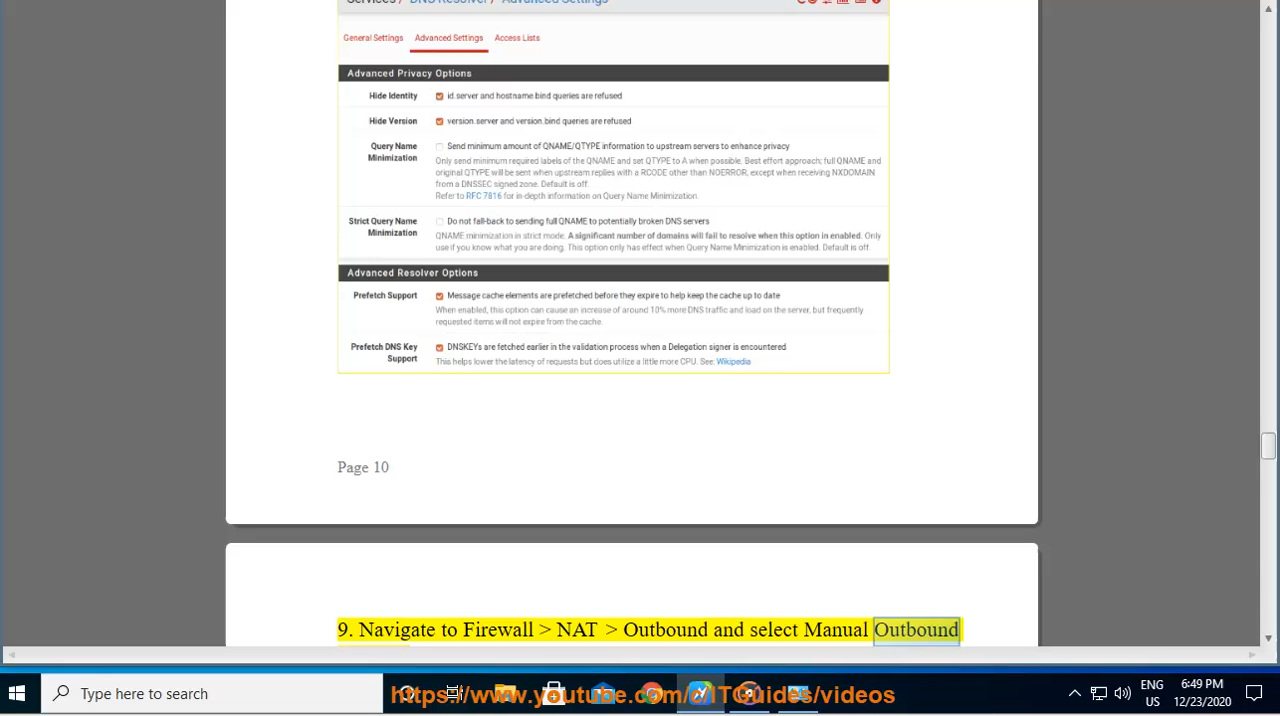 Services / DNS Resolver / Advanced Settings
General Settings Advanced Settings Access Lists
Advanced Privacy Options
Hide Identity id.server and hostname.bind queries are refused
Hide Version version.server and version.bind queries are refused
Query Name Minimization Send minimum amount of QNAME/QTYPE information to upstream servers to enhance privacy
Only send minimum required labels of the QNAME and set QTYPE to A when possible. Best effort approach; full QNAME and
original QTYPE will be sent when upstream replies with a RCODE other than NOERROR, except when receiving NXDOMAIN
from a DNSSEC signed zone. Default is off.
Refer to RFC 7816 for in-depth information on Query Name Minimization.
Strict Query Name Minimization Do not fall-back to sending full QNAME to potentially broken DNS servers
QNAME minimization in strict mode. A significant number of domains will fail to resolve when this option in enabled. Only
use if you know what you are doing. This option only has effect when Query Name Minimization is enabled. Default is off.
Advanced Resolver Options
Prefetch Support Message cache elements are prefetched before they expire to help keep the cache up to date
When enabled, this option can cause an increase of around 10% more DNS traffic and load on the server, but frequently
requested items will not expire from the cache.
Prefetch DNS Key Support DNSKEYs are fetched earlier in the validation process when a Delegation signer is encountered
This helps lower the latency of requests but does utilize a little more CPU. See: Wikipedia
Page 10
9. Navigate to Firewall > NAT > Outbound and select Manual Outbound
Type here to search
https://www.youtube.com/c/ITGuides/videos
ENG
US
6:49 PM
12/23/2020